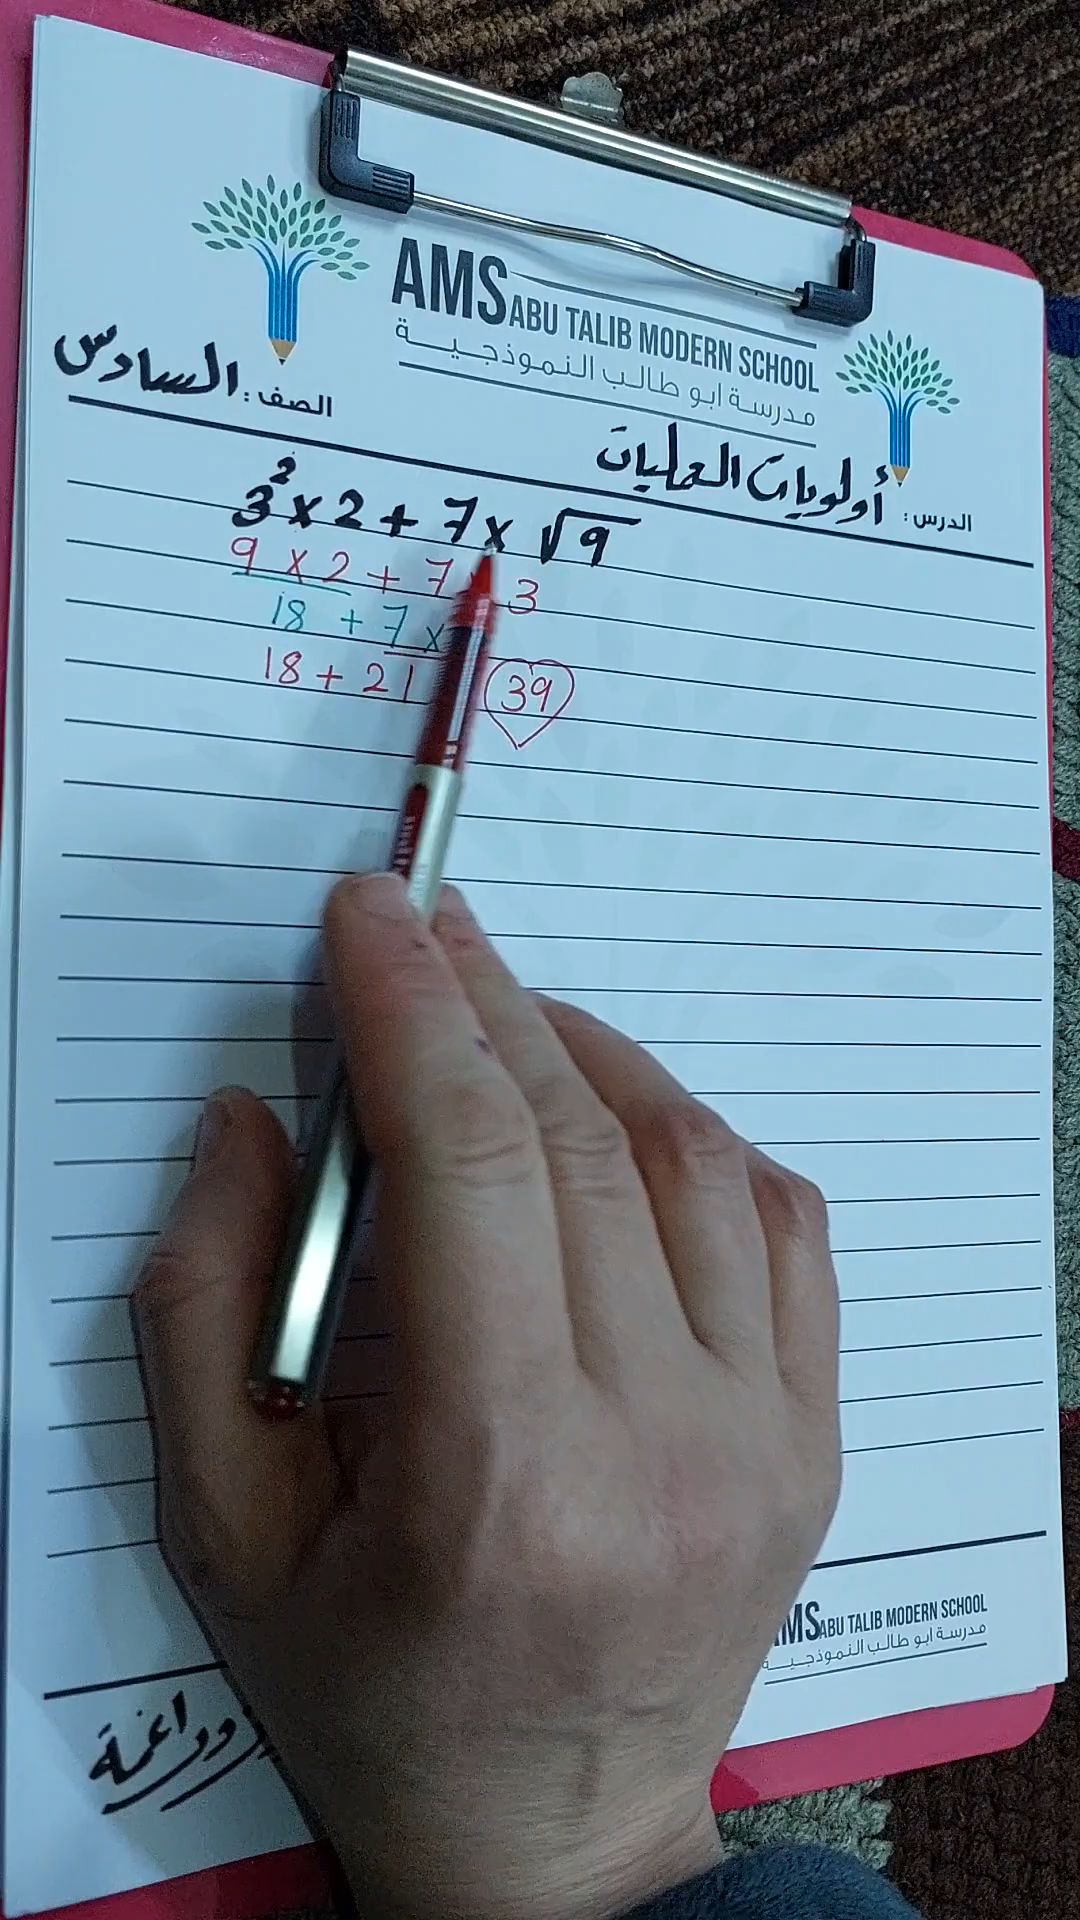 AMS ABU TALIB MODERN SCHOOL
مدرسة ابو طالب النموذجية
الصف: السادس
الدرس: أولويات العمليات
3² × 2 + 7 × √9
9 × 2 + 7 3
18 + 7 ×
18 + 21 39
AMS ABU TALIB MODERN SCHOOL
مدرسة ابو طالب النموذجية